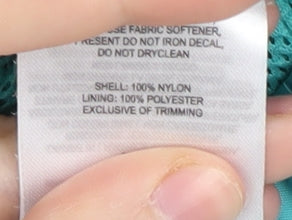 USE FABRIC SOFTENER,
PRESENT DO NOT IRON DECAL,
DO NOT DRYCLEAN
SHELL: 100% NYLON
LINING: 100% POLYESTER
EXCLUSIVE OF TRIMMING